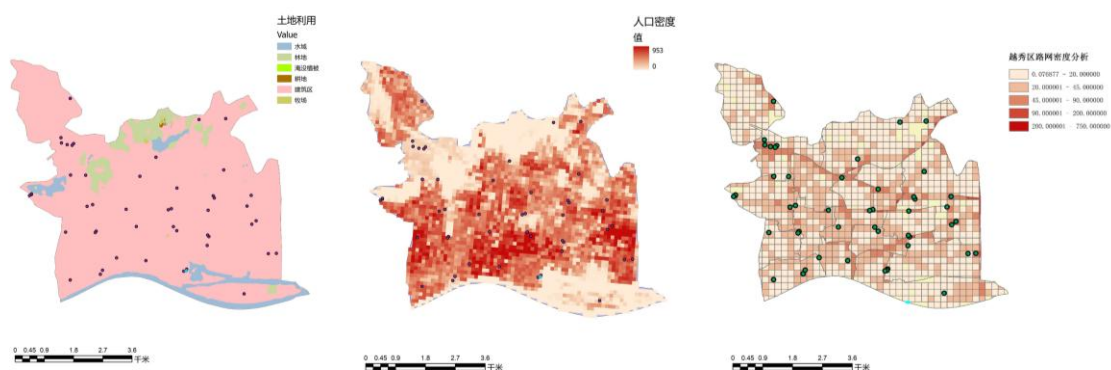 土地利用
Value
水域
林地
淹没植被
耕地
建筑区
牧场
0 0.45 0.9 1.8 2.7 3.6
千米
人口密度
值
953
0
0 0.45 0.9 1.8 2.7 3.6
千米
越秀区路网密度分析
0.076877 - 20.000000
20.000001 - 45.000000
45.000001 - 90.000000
90.000001 - 200.000000
200.000001 - 750.000000
0 0.45 0.9 1.8 2.7 3.6
千米